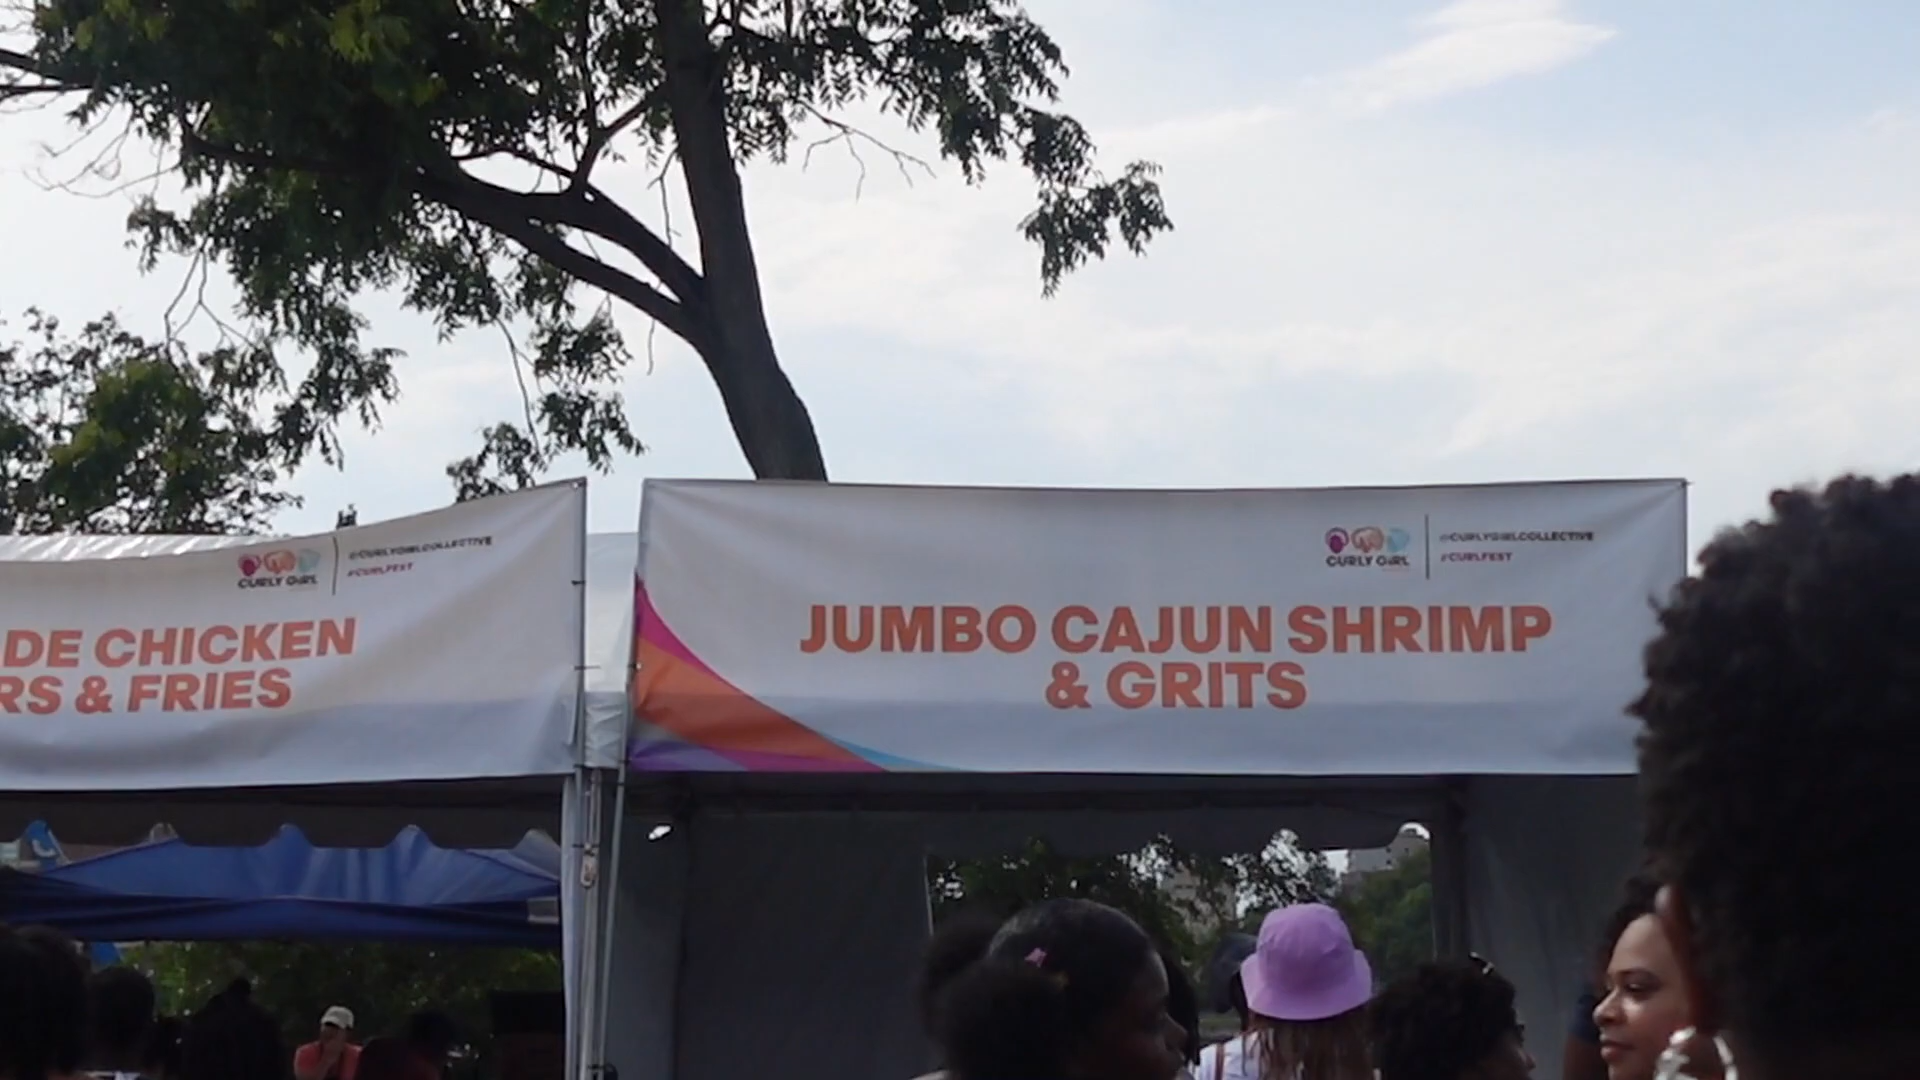 CURLY GIRL
@CURLYGIRLCOLLECTIVE
#CURLFEST
DE CHICKEN
RS & FRIES
CURLY GIRL
@CURLYGIRLCOLLECTIVE
#CURLFEST
JUMBO CAJUN SHRIMP
& GRITS